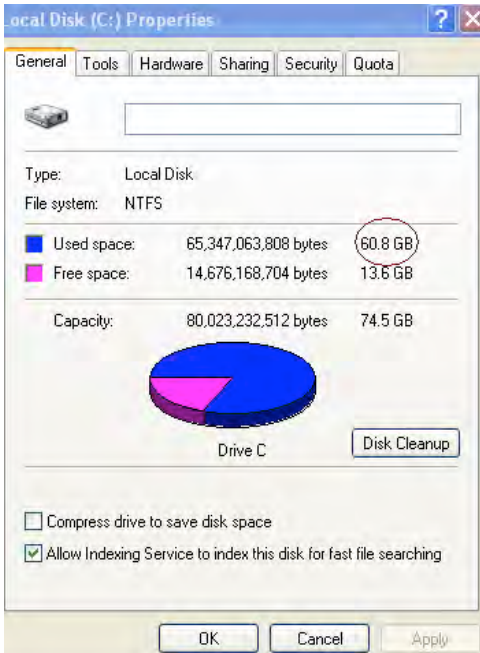 Local Disk (C:) Properties
General Tools Hardware Sharing Security Quota
Type: Local Disk
File system: NTFS
Used space: 65,347,063,808 bytes 60.8 GB
Free space: 14,676,168,704 bytes 13.6 GB
Capacity: 80,023,232,512 bytes 74.5 GB
Drive C
Disk Cleanup
Compress drive to save disk space
Allow Indexing Service to index this disk for fast file searching
OK Cancel Apply